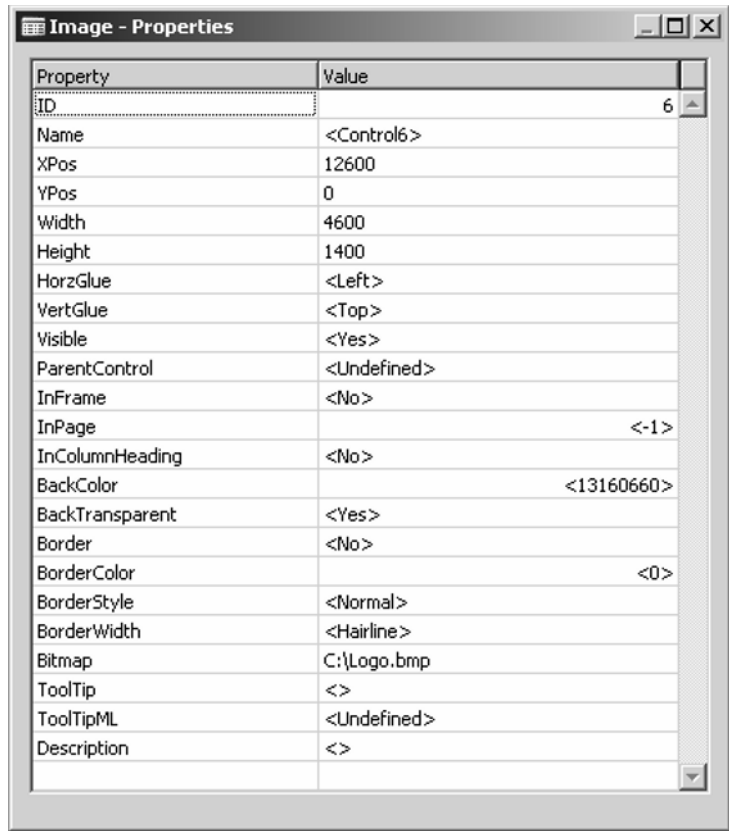 Image - Properties
Property Value
ID 6
Name <Control6>
XPos 12600
YPos 0
Width 4600
Height 1400
HorzGlue <Left>
VertGlue <Top>
Visible <Yes>
ParentControl <Undefined>
InFrame <No>
InPage <-1>
InColumnHeading <No>
BackColor <13160660>
BackTransparent <Yes>
Border <No>
BorderColor <0>
BorderStyle <Normal>
BorderWidth <Hairline>
Bitmap C:\Logo.bmp
ToolTip <>
ToolTipML <Undefined>
Description <>